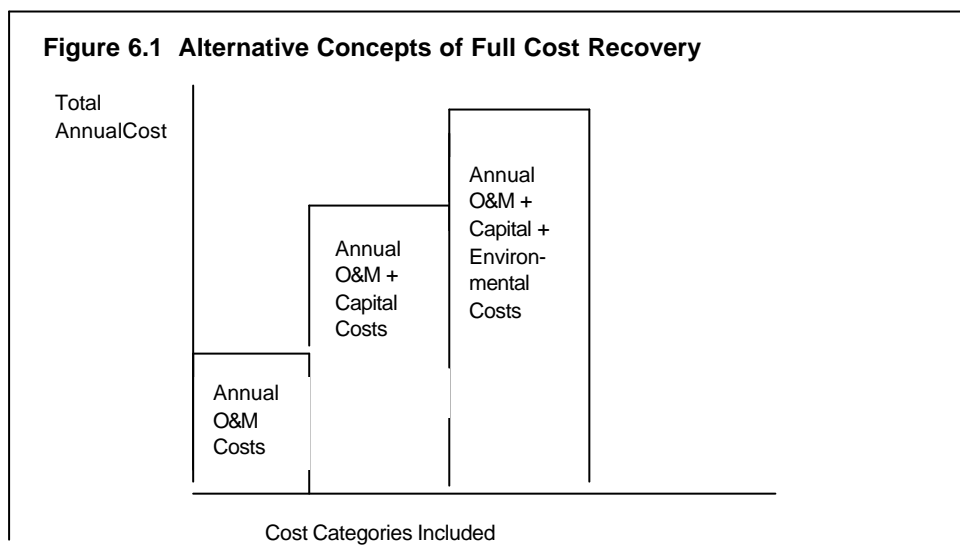 Figure 6.1 Alternative Concepts of Full Cost Recovery
Total
AnnualCost
Annual
O&M +
Capital +
Environ-
mental
Costs
Annual
O&M +
Capital
Costs
Annual
O&M
Costs
Cost Categories Included